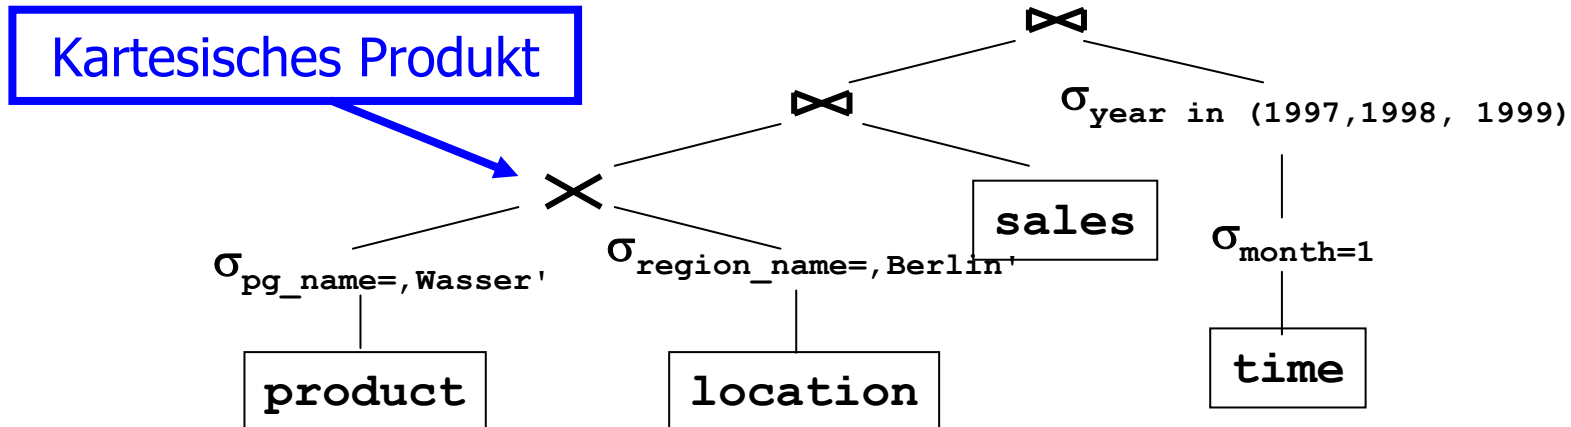 Kartesisches Produkt
⋈
⋈
σyear in (1997,1998, 1999)
×
sales
σpg_name=‚Wasser'
σregion_name=‚Berlin'
σmonth=1
product
location
time